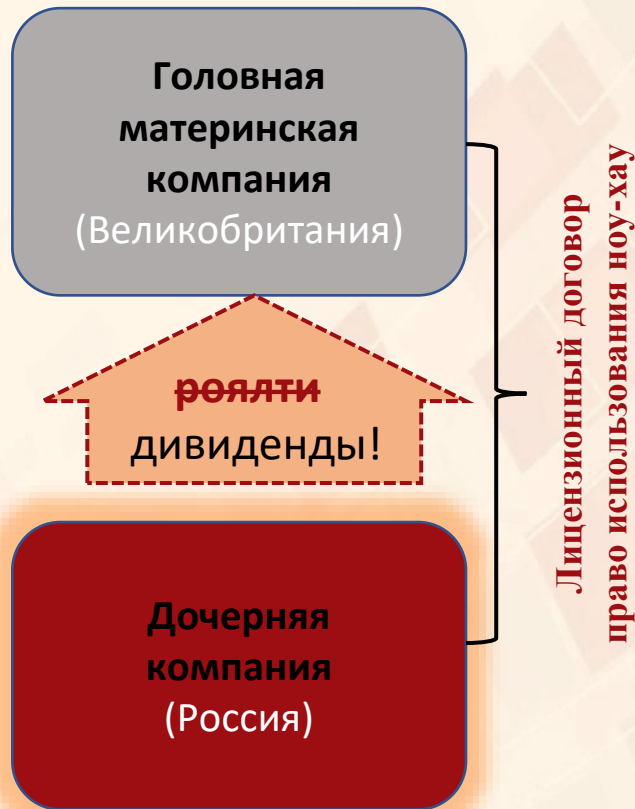 Головная
материнская
компания
(Великобритания)
роялти
дивиденды!
Дочерняя
компания
(Россия)
Лицензионный договор
право использования ноу-хау